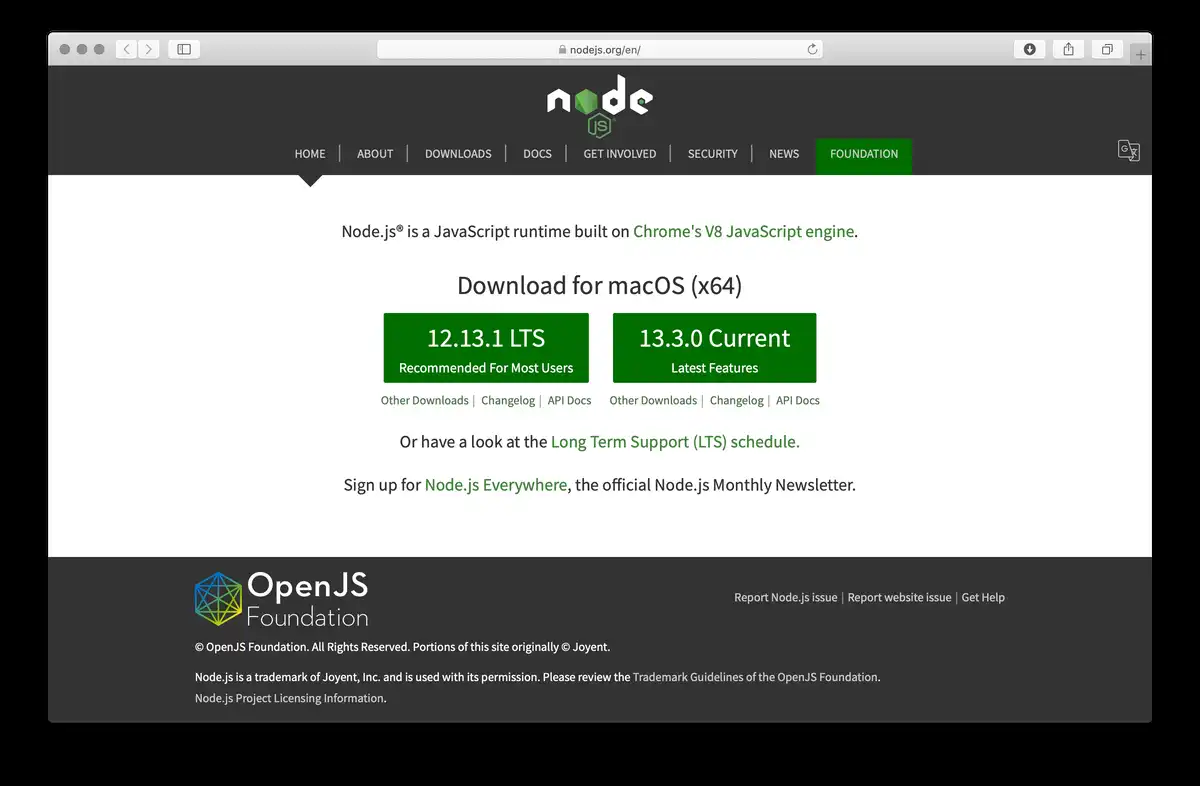 nodejs.org/en/
node
JS
HOME | ABOUT | DOWNLOADS | DOCS | GET INVOLVED | SECURITY | NEWS FOUNDATION
Node.js® is a JavaScript runtime built on Chrome's V8 JavaScript engine.
Download for macOS (x64)
12.13.1 LTS
Recommended For Most Users
13.3.0 Current
Latest Features
Other Downloads | Changelog | API Docs
Other Downloads | Changelog | API Docs
Or have a look at the Long Term Support (LTS) schedule.
Sign up for Node.js Everywhere, the official Node.js Monthly Newsletter.
OpenJS
Foundation
Report Node.js issue | Report website issue | Get Help
© OpenJS Foundation. All Rights Reserved. Portions of this site originally © Joyent.
Node.js is a trademark of Joyent, Inc. and is used with its permission. Please review the Trademark Guidelines of the OpenJS Foundation.
Node.js Project Licensing Information.